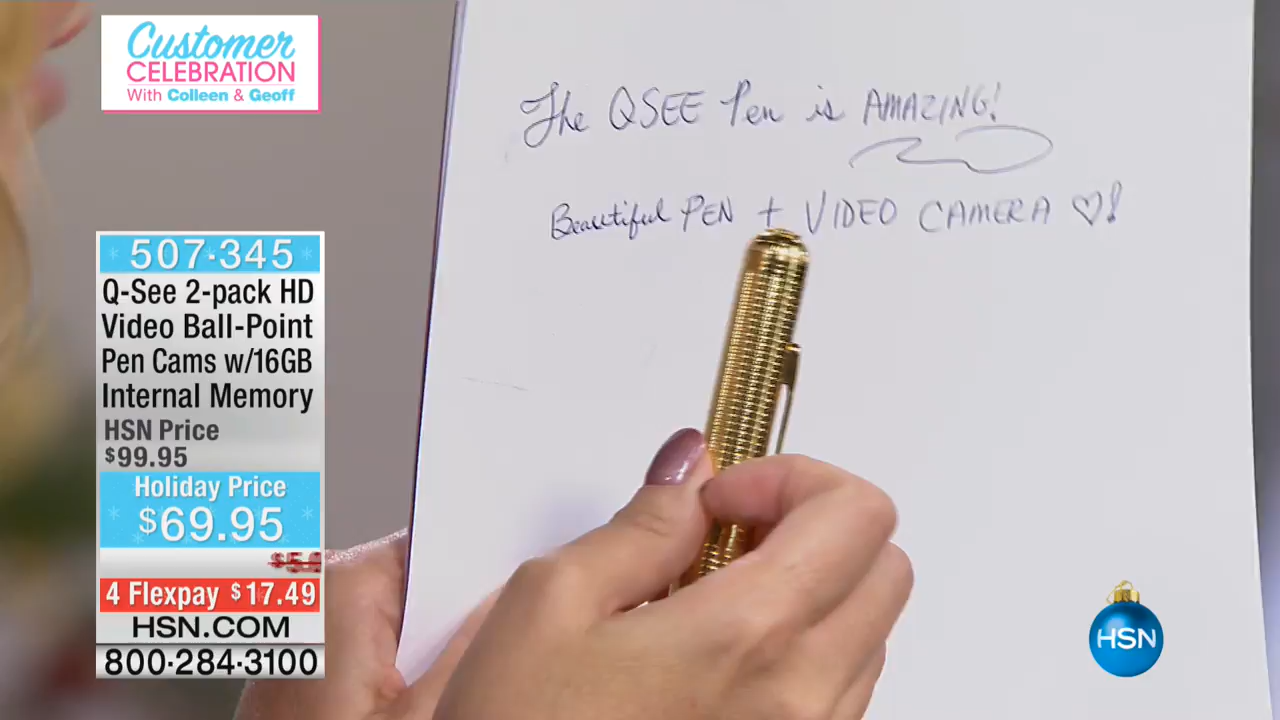 Customer
CELEBRATION
With Colleen & Geoff
507·345
Q-See 2-pack HD
Video Ball-Point
Pen Cams w/16GB
Internal Memory
HSN Price
$99.95
Holiday Price
$69.95
4 Flexpay $17.49
HSN.COM
800·284·3100
The QSEE Pen is AMAZING!
Beautiful PEN + VIDEO CAMERA ♡!
HSN